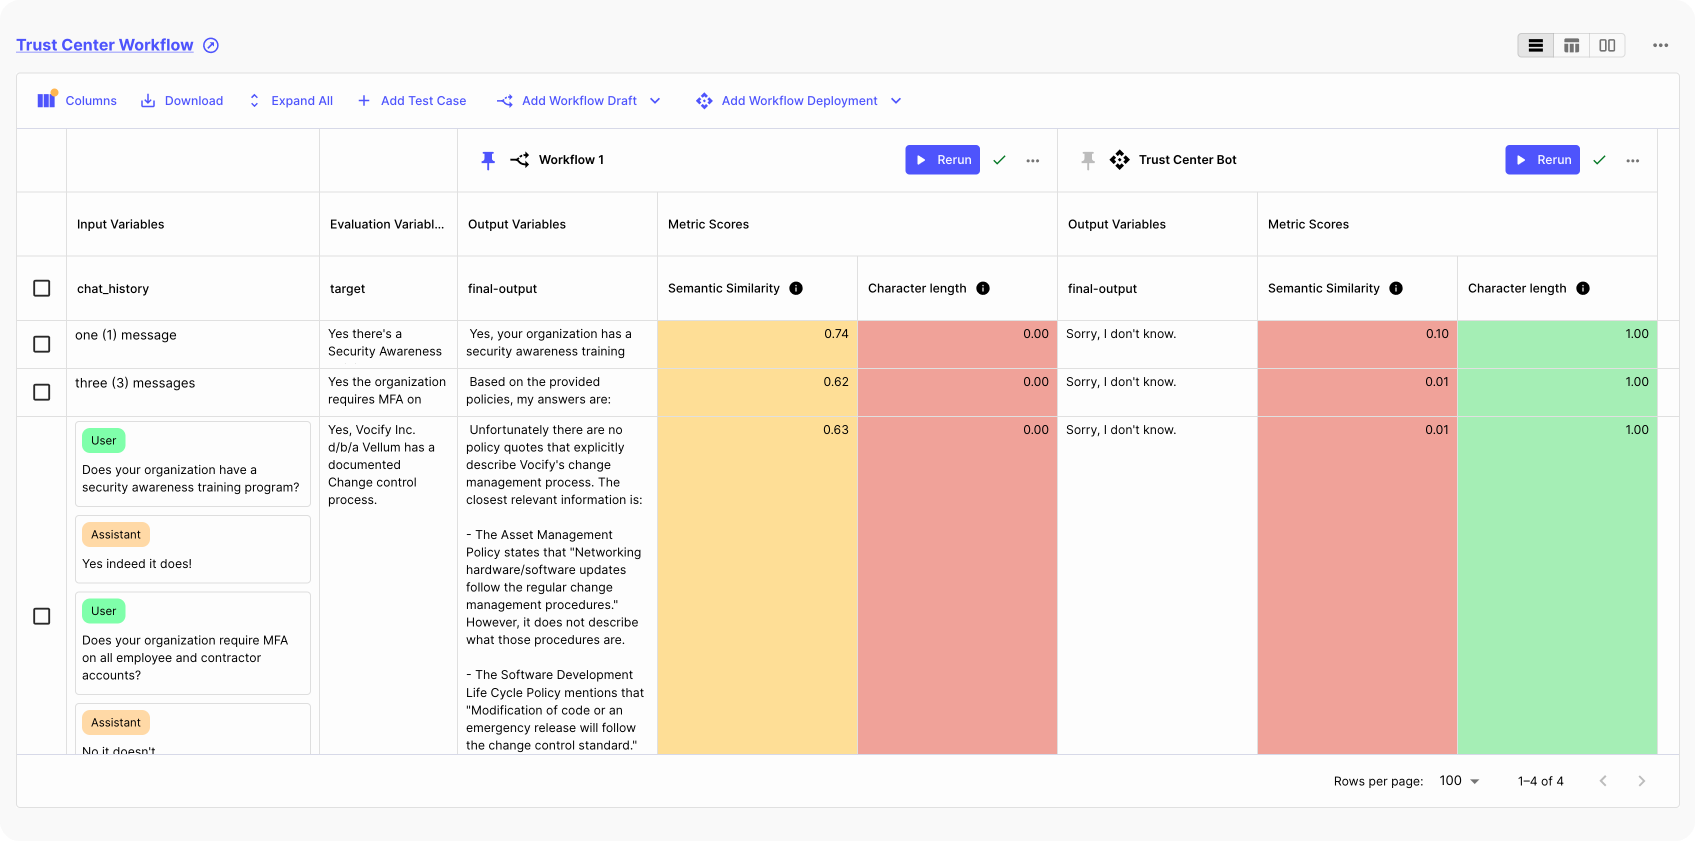 Trust Center Workflow
Columns
Download
Expand All
Add Test Case
Add Workflow Draft
Add Workflow Deployment
Workflow 1
Rerun
Trust Center Bot
Rerun
Input Variables
Evaluation Variabl...
Output Variables
Metric Scores
Output Variables
Metric Scores
chat_history
target
final-output
Semantic Similarity
Character length
final-output
Semantic Similarity
Character length
one (1) message
Yes there's a
Security Awareness
Yes, your organization has a
security awareness training
0.74
0.00
Sorry, I don't know.
0.10
1.00
three (3) messages
Yes the organization
requires MFA on
Based on the provided
policies, my answers are:
0.62
0.00
Sorry, I don't know.
0.01
1.00
User
Does your organization have a
security awareness training program?
Assistant
Yes indeed it does!
User
Does your organization require MFA
on all employee and contractor
accounts?
Assistant
No it doesn't
Yes, Vocify Inc.
d/b/a Vellum has a
documented
Change control
process.
Unfortunately there are no
policy quotes that explicitly
describe Vocify's change
management process. The
closest relevant information is:
- The Asset Management
Policy states that "Networking
hardware/software updates
follow the regular change
management procedures."
However, it does not describe
what those procedures are.
- The Software Development
Life Cycle Policy mentions that
"Modification of code or an
emergency release will follow
the change control standard."
0.63
0.00
Sorry, I don't know.
0.01
1.00
Rows per page:
100
1–4 of 4